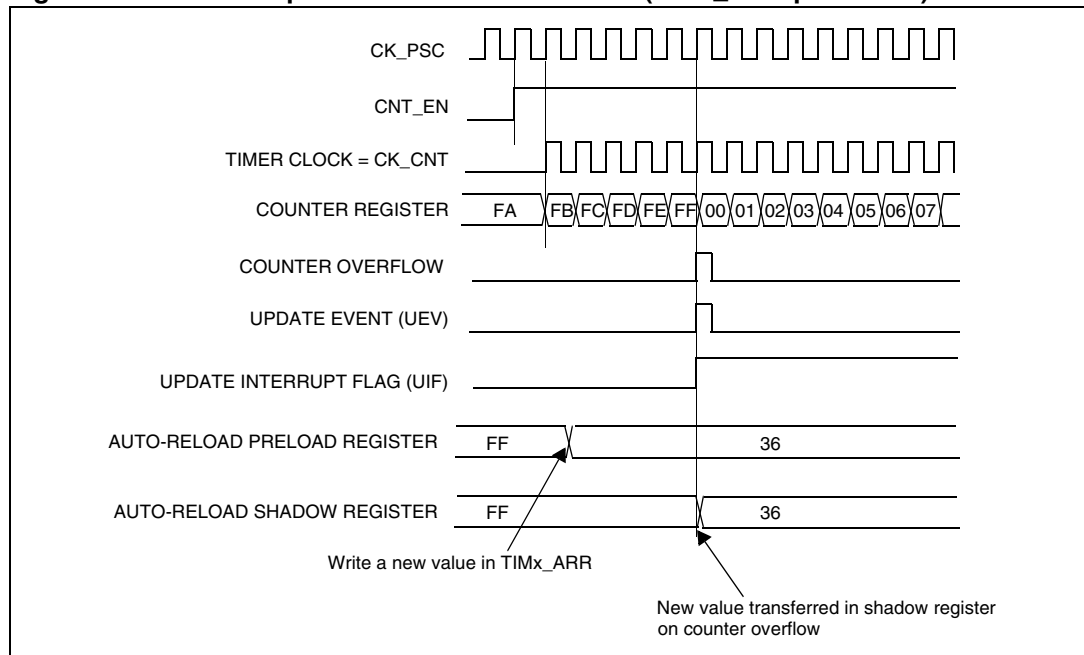 CK_PSC
CNT_EN
TIMER CLOCK = CK_CNT
COUNTER REGISTER FA FB FC FD FE FF 00 01 02 03 04 05 06 07
COUNTER OVERFLOW
UPDATE EVENT (UEV)
UPDATE INTERRUPT FLAG (UIF)
AUTO-RELOAD PRELOAD REGISTER FF 36
AUTO-RELOAD SHADOW REGISTER FF 36
Write a new value in TIMx_ARR
New value transferred in shadow register
on counter overflow